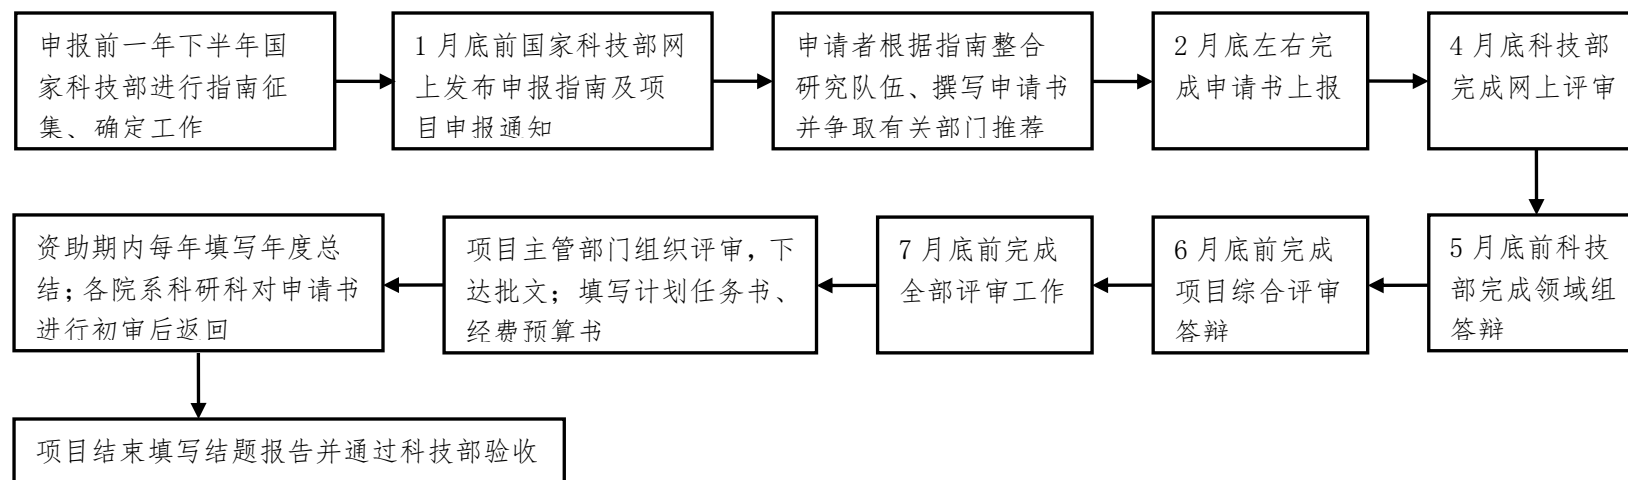 申报前一年下半年国
家科技部进行指南征
集、确定工作
1 月底前国家科技部网
上发布申报指南及项
目申报通知
申请者根据指南整合
研究队伍、撰写申请书
并争取有关部门推荐
2 月底左右完
成申请书上报
4 月底科技部
完成网上评审
5 月底前科技
部完成领域组
答辩
6 月底前完成
项目综合评审
答辩
7 月底前完成
全部评审工作
项目主管部门组织评审，下
达批文；填写计划任务书、
经费预算书
资助期内每年填写年度总
结；各院系科研科对申请书
进行初审后返回
项目结束填写结题报告并通过科技部验收